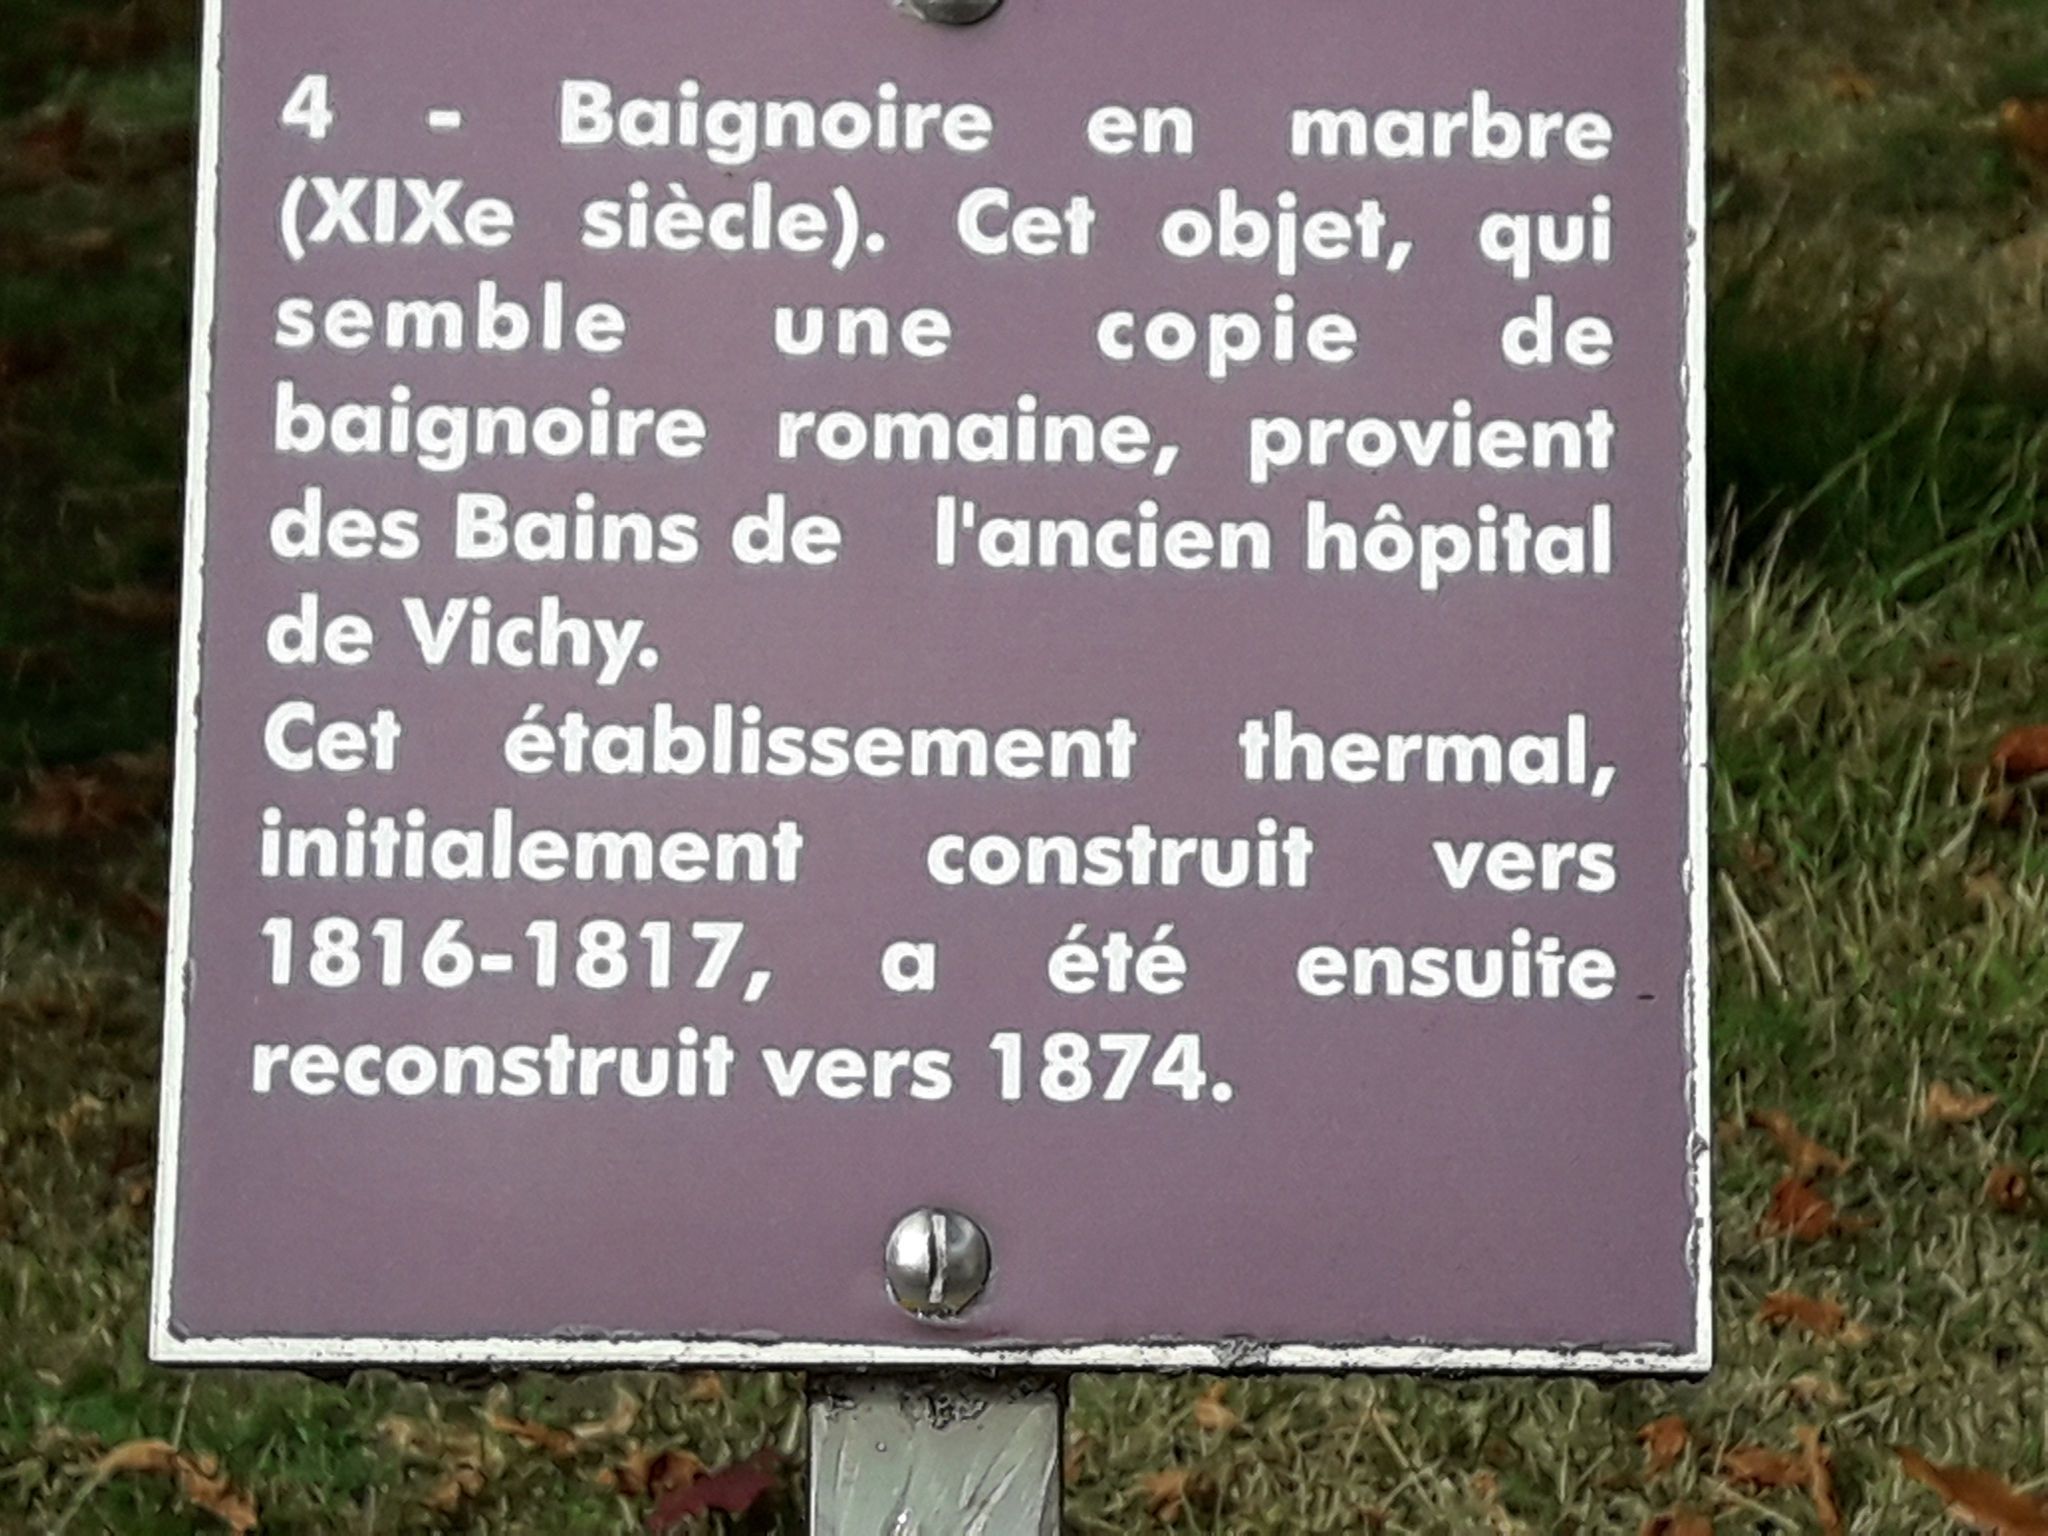 4 - Baignoire en marbre
(XIXe siècle). Cet objet, qui
semble une copie de
baignoire romaine, provient
des Bains de l'ancien hôpital
de Vichy.
Cet établissement thermal,
initialement construit vers
1816-1817, a été ensuite
reconstruit vers 1874.